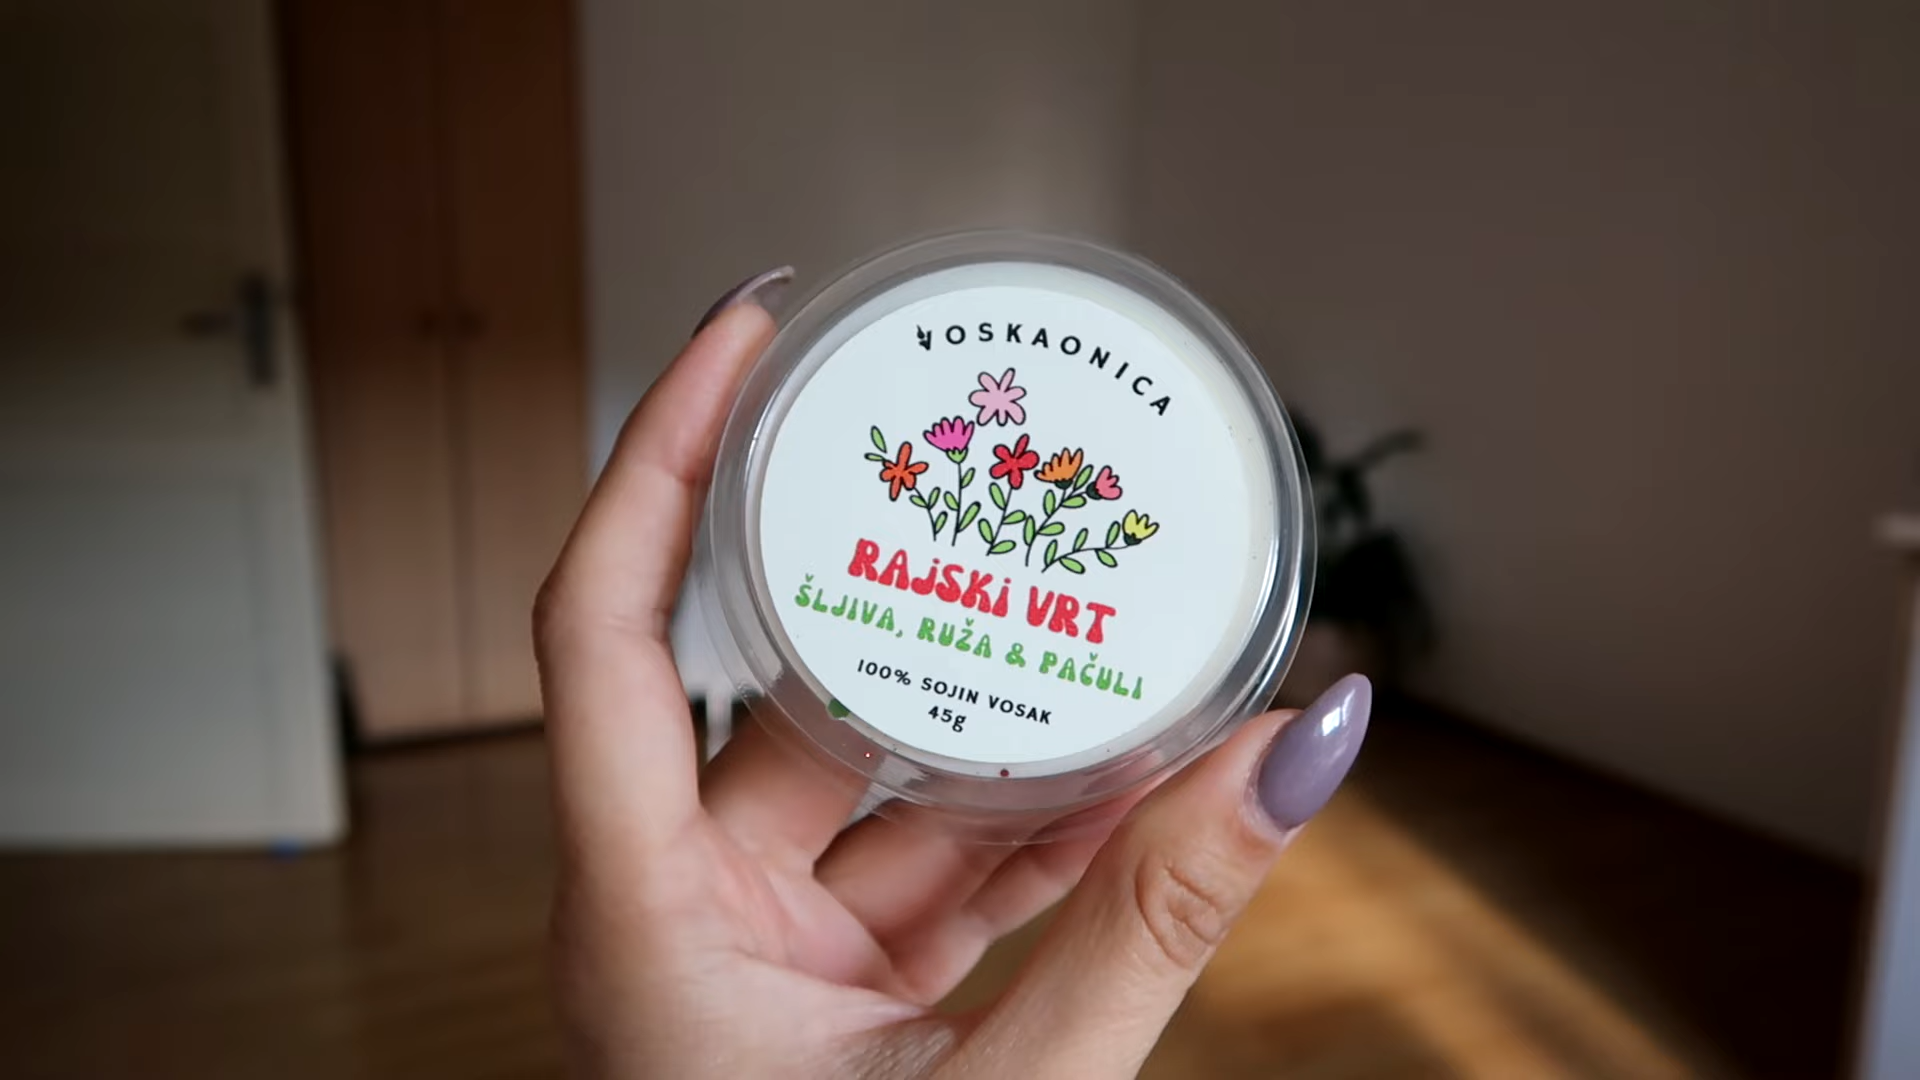 VOSKAONICA
RAJSKI VRT
ŠLJIVA, RUŽA & PAČULI
100% SOJIN VOSAK
45g